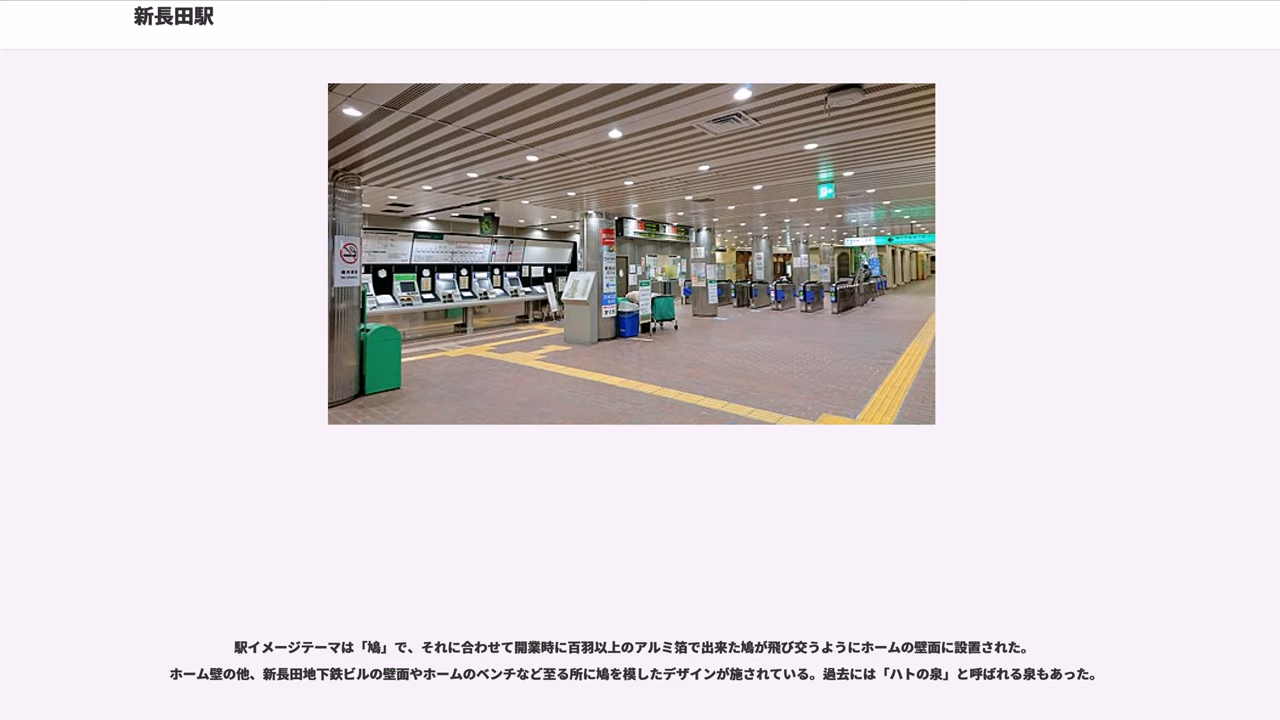 新長田駅
駅イメージテーマは「鳩」で、それに合わせて開業時に百羽以上のアルミ箔で出来た鳩が飛び交うようにホームの壁面に設置された。
ホーム壁の他、新長田地下鉄ビルの壁面やホームのベンチなど至る所に鳩を模したデザインが施されている。過去には「ハトの泉」と呼ばれる泉もあった。